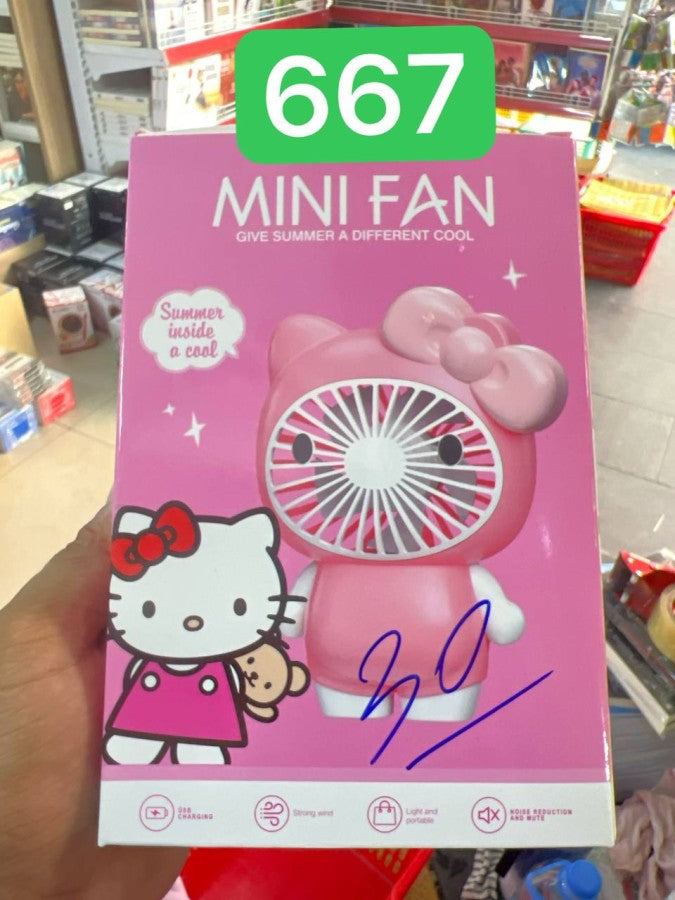 667
MINI FAN
GIVE SUMMER A DIFFERENT COOL
Summer
inside
a cool
30
USB
CHARGING
Strong wind
Light and
portable
NOISE REDUCTION
AND MUTE